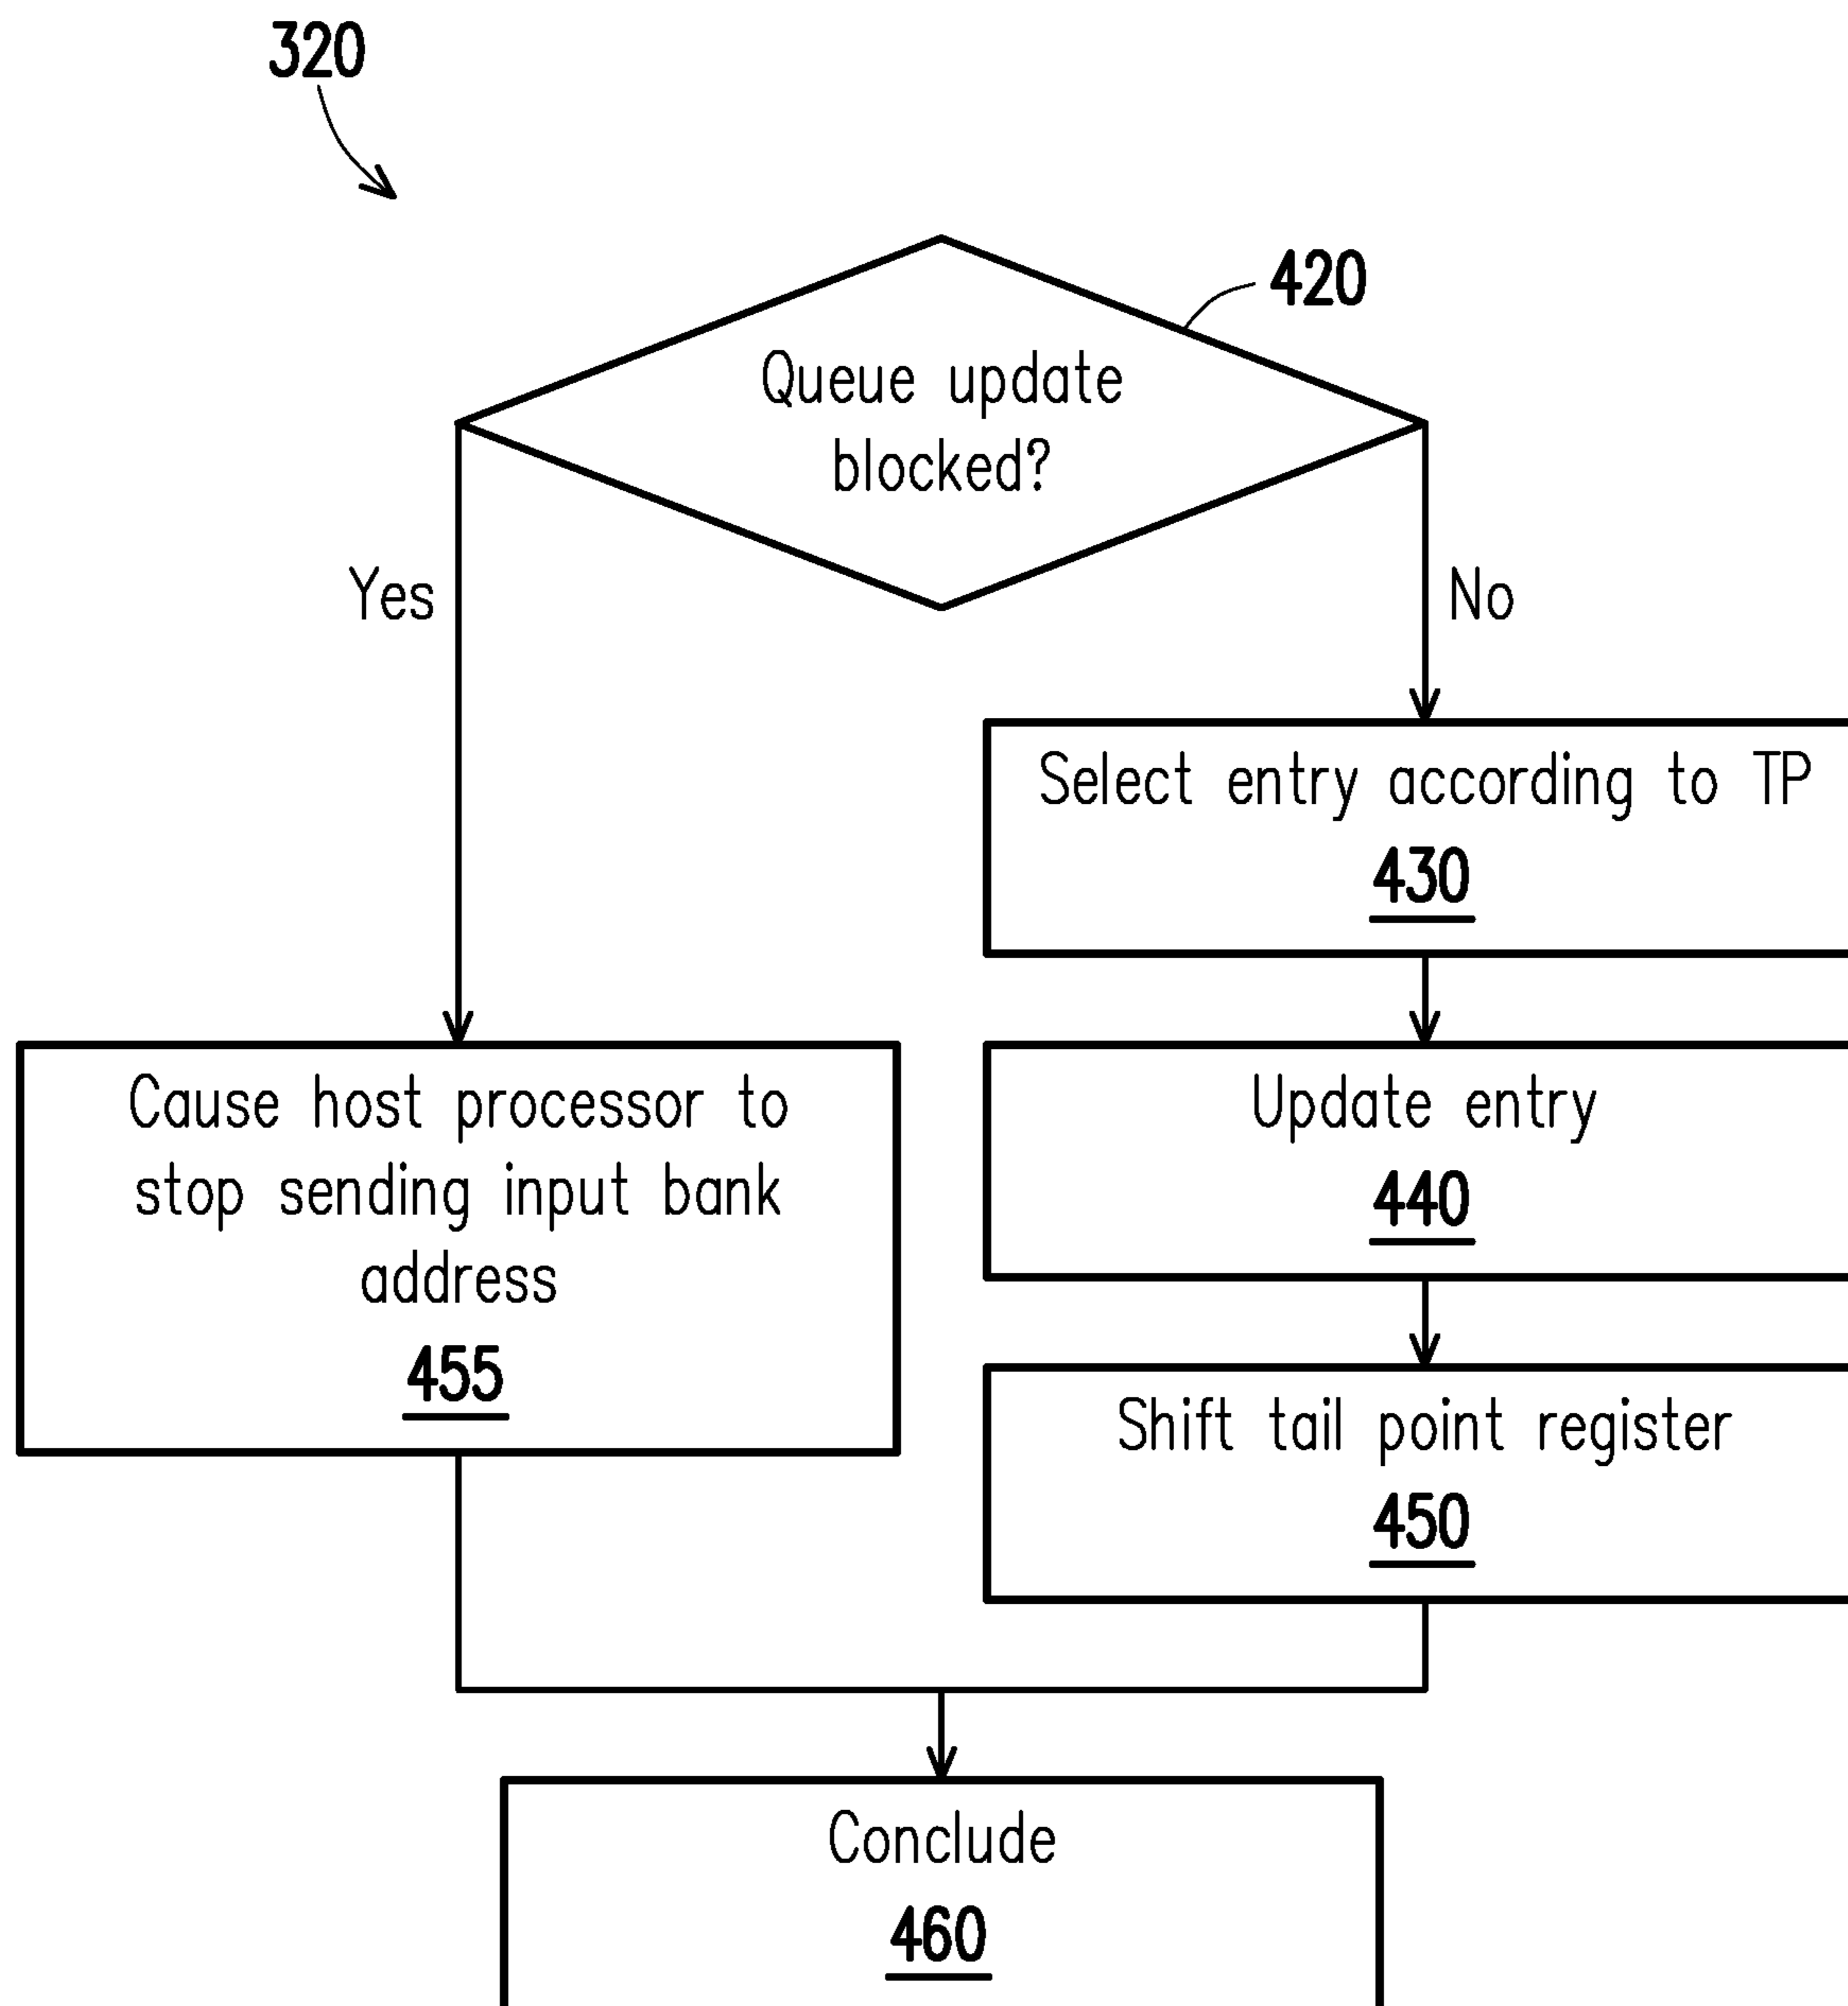 320
420
Queue update
blocked?
Yes
No
Select entry according to TP
430
Cause host processor to
stop sending input bank
address
455
Update entry
440
Shift tail point register
450
Conclude
460